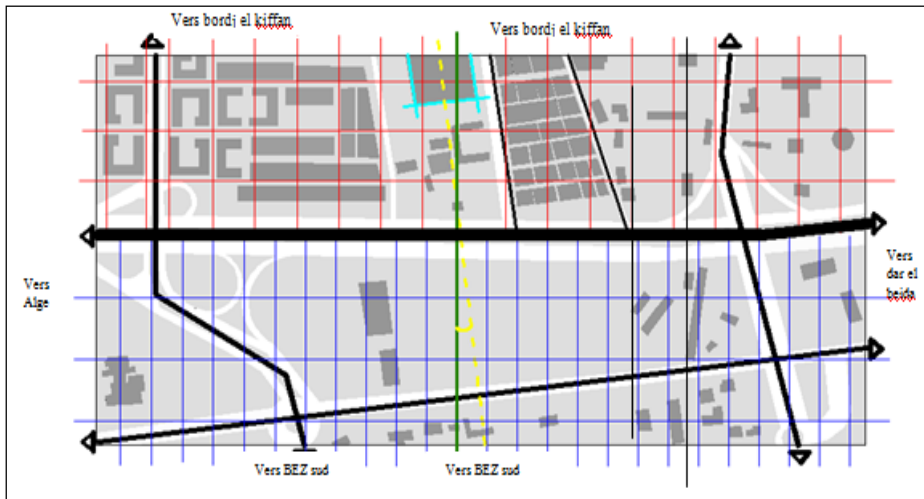 Vers bordj el kiffan
Vers bordj el kiffan
Vers
Alge
Vers
dar el
beida
Vers BEZ sud
Vers BEZ sud